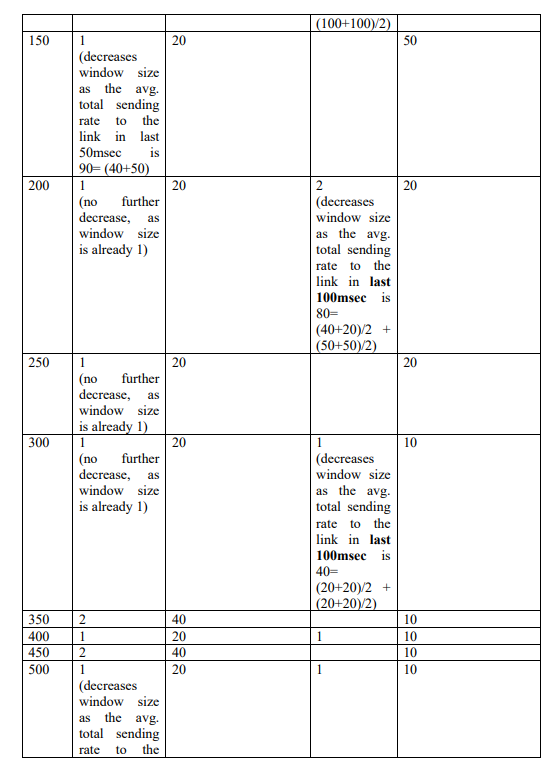 (100+100)/2)
150 1 20 50
(decreases
window size
as the avg.
total sending
rate to the
link in last
50msec is
90= (40+50)
200 1 20 2 20
(no further (decreases
decrease, as window size
window size as the avg.
is already 1) total sending
rate to the
link in last
100msec is
80=
(40+20)/2 +
(50+50)/2)
250 1 20 20
(no further
decrease, as
window size
is already 1)
300 1 20 1 10
(no further (decreases
decrease, as window size
window size as the avg.
is already 1) total sending
rate to the
link in last
100msec is
40=
(20+20)/2 +
(20+20)/2)
350 2 40 10
400 1 20 1 10
450 2 40 10
500 1 20 1 10
(decreases
window size
as the avg.
total sending
rate to the